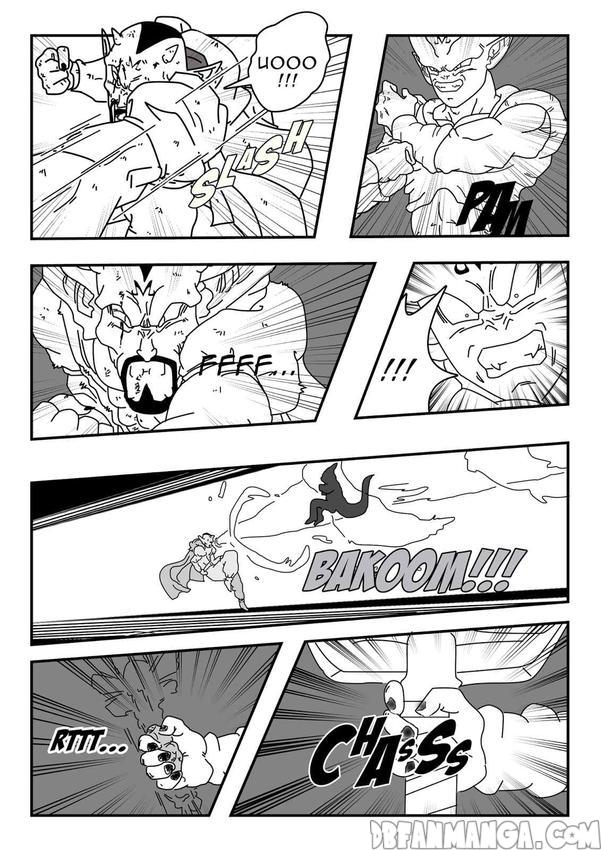 UOOO
!!!
SLASH
PAM
FFFF...
!!!
BAKOOM!!!
RTTT...
CHASSS
DBFANMANGA.COM